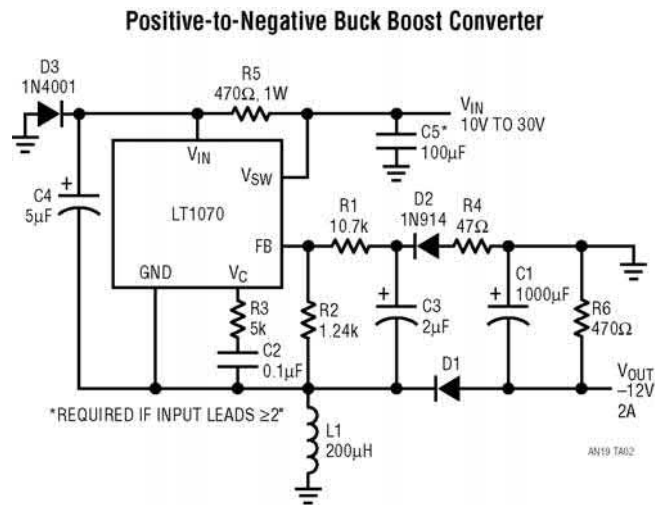 Positive-to-Negative Buck Boost Converter
D3
1N4001
R5
470Ω, 1W
VIN
10V TO 30V
C5*
100µF
VIN
VSW
C4
5µF
+
LT1070
R1
10.7k
D2
1N914
R4
47Ω
FB
GND
VC
R3
5k
C2
0.1µF
R2
1.24k
+
C3
2µF
+
C1
1000µF
R6
470Ω
D1
VOUT
–12V
2A
*REQUIRED IF INPUT LEADS ≥2"
L1
200µH
AN19 TA02